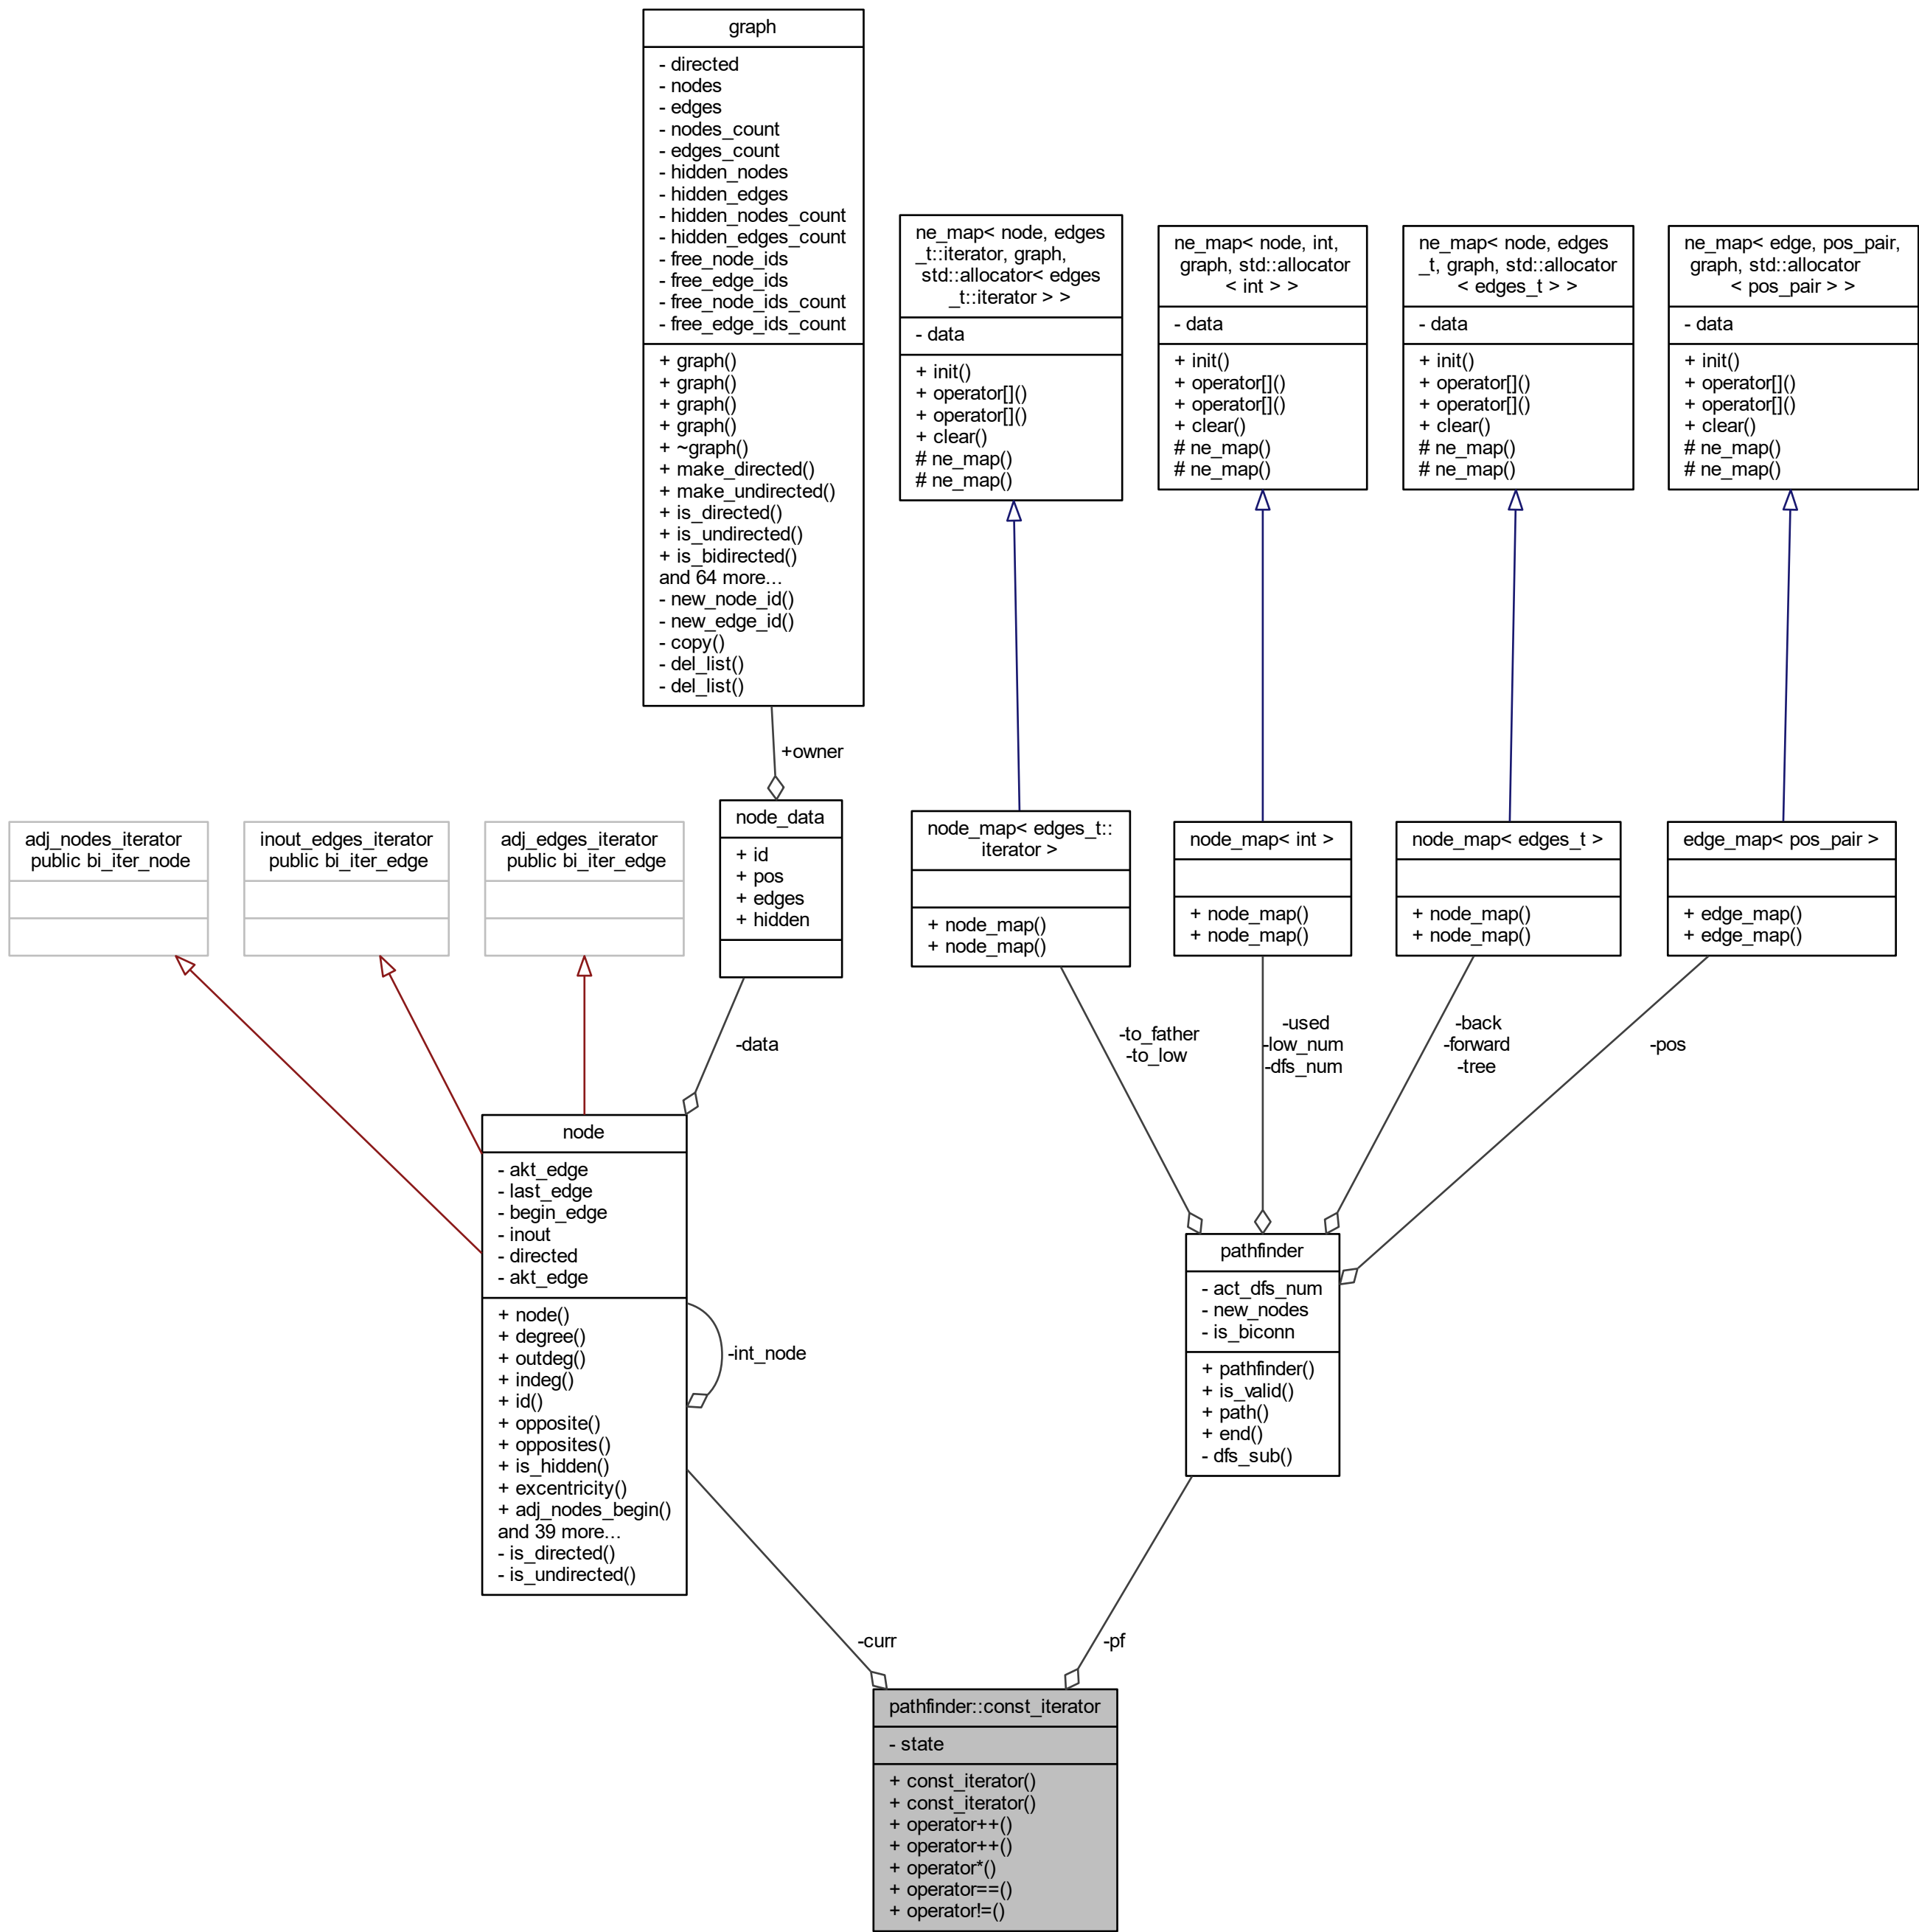 graph
- directed
- nodes
- edges
- nodes_count
- edges_count
- hidden_nodes
- hidden_edges
- hidden_nodes_count
- hidden_edges_count
- free_node_ids
- free_edge_ids
- free_node_ids_count
- free_edge_ids_count
+ graph()
+ graph()
+ graph()
+ graph()
+ ~graph()
+ make_directed()
+ make_undirected()
+ is_directed()
+ is_undirected()
+ is_bidirected()
and 64 more...
- new_node_id()
- new_edge_id()
- copy()
- del_list()
- del_list()
ne_map< node, edges
_t::iterator, graph,
std::allocator< edges
_t::iterator > >
- data
+ init()
+ operator[]()
+ operator[]()
+ clear()
# ne_map()
# ne_map()
ne_map< node, int,
graph, std::allocator
< int > >
- data
+ init()
+ operator[]()
+ operator[]()
+ clear()
# ne_map()
# ne_map()
ne_map< node, edges
_t, graph, std::allocator
< edges_t > >
- data
+ init()
+ operator[]()
+ operator[]()
+ clear()
# ne_map()
# ne_map()
ne_map< edge, pos_pair,
graph, std::allocator
< pos_pair > >
- data
+ init()
+ operator[]()
+ operator[]()
+ clear()
# ne_map()
# ne_map()
+owner
adj_nodes_iterator
public bi_iter_node
inout_edges_iterator
public bi_iter_edge
adj_edges_iterator
public bi_iter_edge
node_data
+ id
+ pos
+ edges
+ hidden
node_map< edges_t::
iterator >
+ node_map()
+ node_map()
node_map< int >
+ node_map()
+ node_map()
node_map< edges_t >
+ node_map()
+ node_map()
edge_map< pos_pair >
+ edge_map()
+ edge_map()
-data
-to_father
-to_low
-used
-low_num
-dfs_num
-back
-forward
-tree
-pos
node
- akt_edge
- last_edge
- begin_edge
- inout
- directed
- akt_edge
+ node()
+ degree()
+ outdeg()
+ indeg()
+ id()
+ opposite()
+ opposites()
+ is_hidden()
+ excentricity()
+ adj_nodes_begin()
and 39 more...
- is_directed()
- is_undirected()
-int_node
pathfinder
- act_dfs_num
- new_nodes
- is_biconn
+ pathfinder()
+ is_valid()
+ path()
+ end()
- dfs_sub()
-curr
-pf
pathfinder::const_iterator
- state
+ const_iterator()
+ const_iterator()
+ operator++()
+ operator++()
+ operator*()
+ operator==()
+ operator!=()